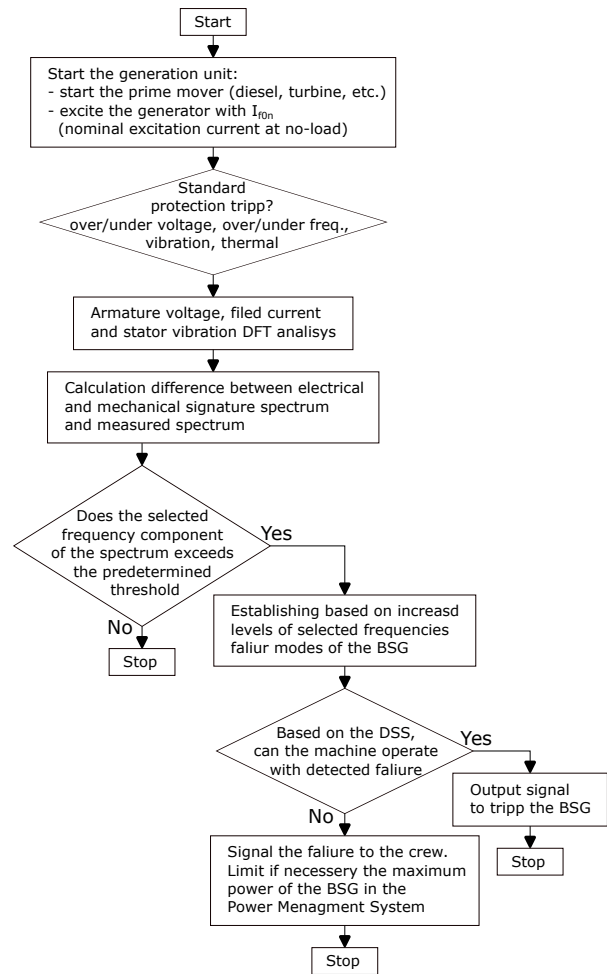 Start
Start the generation unit:
- start the prime mover (diesel, turbine, etc.)
- excite the generator with If0n
(nominal excitation current at no-load)
Standard
protection tripp?
over/under voltage, over/under freq.,
vibration, thermal
Armature voltage, filed current
and stator vibration DFT analisys
Calculation difference between electrical
and mechanical signature spectrum
and measured spectrum
Does the selected
frequency component
of the spectrum exceeds
the predetermined
threshold
Yes
No
Stop
Establishing based on increasd
levels of selected frequencies
faliur modes of the BSG
Based on the DSS,
can the machine operate
with detected faliure
Yes
Output signal
to tripp the BSG
Stop
No
Signal the faliure to the crew.
Limit if necessery the maximum
power of the BSG in the
Power Menagment System
Stop